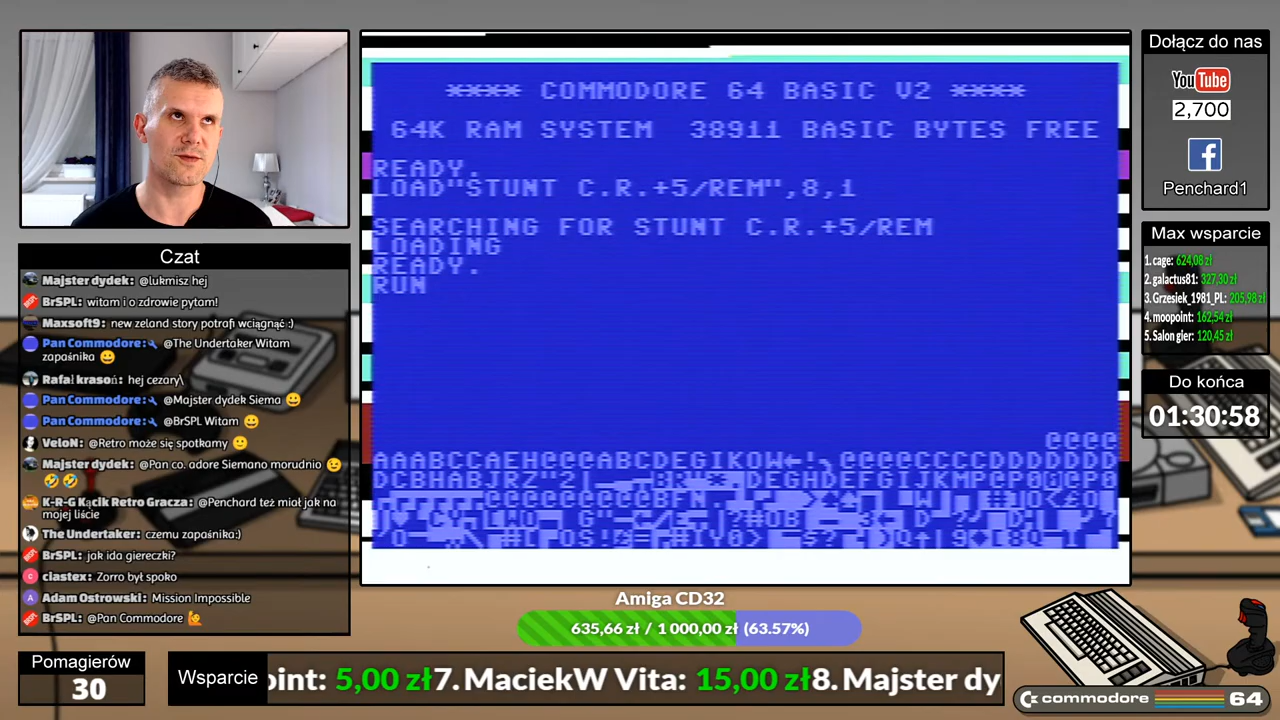 Czat
Majster dydek: @lukmisz hej
BrSPL: witam i o zdrowie pytam!
Maxsoft9: new zeland story potrafi wciągnąć :)
Pan Commodore: @The Undertaker Witam
zapaśnika 😀
Rafał krasoń: hej cezary\
Pan Commodore: @Majster dydek Siema 😀
Pan Commodore: @BrSPL Witam 😀
VeloN: @Retro może się spotkamy 🙂
Majster dydek: @Pan co. adore Siemano morudnio 😉
🤣 🤣
K-R-G Kącik Retro Gracza: @Penchard też miał jak na
mojej liście
The Undertaker: czemu zapaśnika:)
BrSPL: jak ida giereczki?
ciastex: Zorro był spoko
Adam Ostrowski: Mission Impossible
BrSPL: @Pan Commodore 🙋
**** COMMODORE 64 BASIC V2 ****
64K RAM SYSTEM 38911 BASIC BYTES FREE
READY.
LOAD"STUNT C.R.+5/REM",8,1
SEARCHING FOR STUNT C.R.+5/REM
LOADING
READY.
RUN
Dołącz do nas
You Tube
2,700
f
Penchard1
Max wsparcie
1. cage: 624,08 zł
2. galactus81: 327,30 zł
3. Grzesiek_1981_PL: 205,98 zł
4. moopoint: 162,54 zł
5. Salon gier: 120,45 zł
Do końca
01:30:58
Amiga CD32
635,66 zł / 1 000,00 zł (63.57%)
Pomagierów
30
Wsparcie
oint: 5,00 zł7. MaciekW Vita: 15,00 zł8. Majster dy
commodore 64